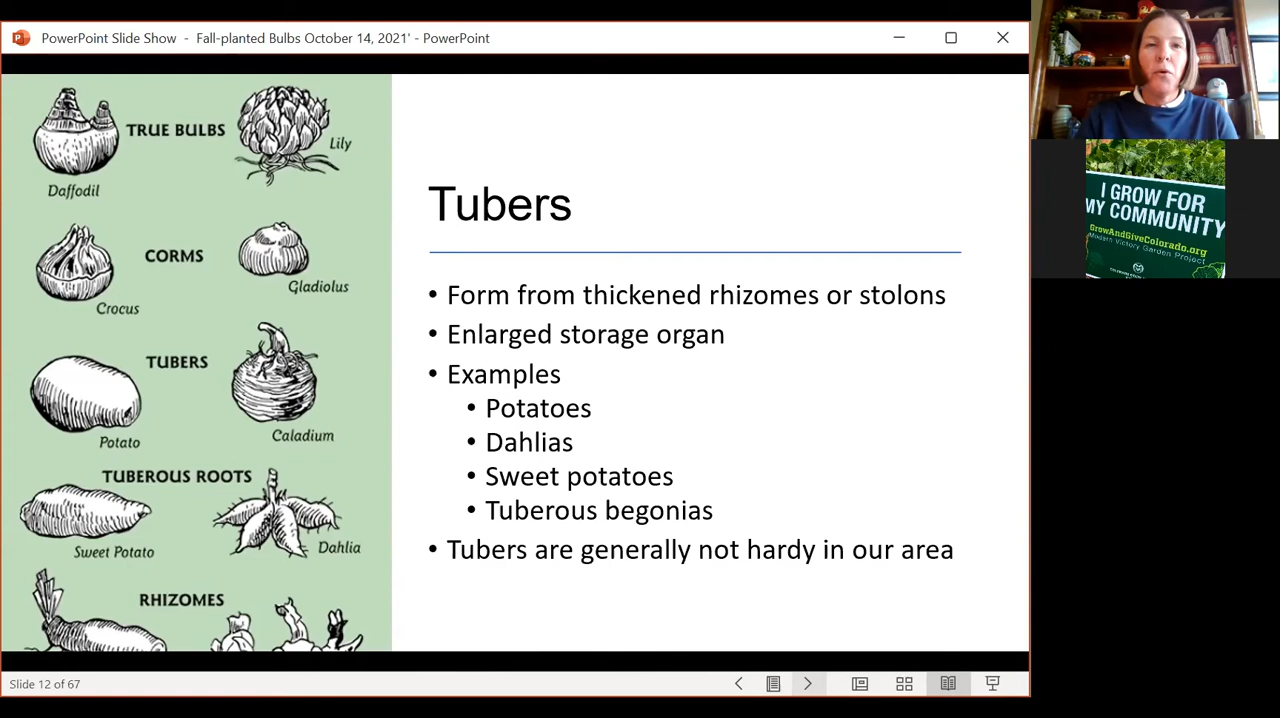 PowerPoint Slide Show - Fall-planted Bulbs October 14, 2021' - PowerPoint
TRUE BULBS
Lily
Daffodil
CORMS
Crocus
Gladiolus
TUBERS
Potato
Caladium
TUBEROUS ROOTS
Sweet Potato
Dahlia
RHIZOMES
Tubers
• Form from thickened rhizomes or stolons
• Enlarged storage organ
• Examples
• Potatoes
• Dahlias
• Sweet potatoes
• Tuberous begonias
• Tubers are generally not hardy in our area
Slide 12 of 67
I GROW FOR
MY COMMUNITY
GrowAndGiveColorado.org
Modern Victory Garden Project